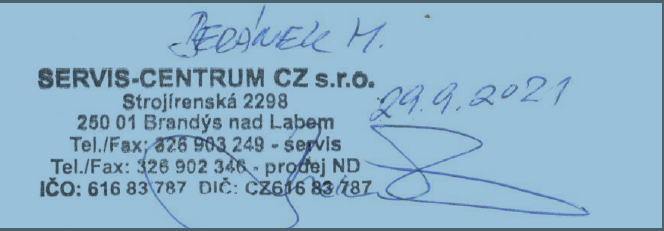 BERÁNEK M.
SERVIS-CENTRUM CZ s.r.o.
29.9.2021
Strojírenská 2298
250 01 Brandýs nad Labem
Tel./Fax: 326 903 249 - servis
Tel./Fax: 326 902 346 - prodej ND
IČO: 616 83 787 DIČ: CZ616 83 787